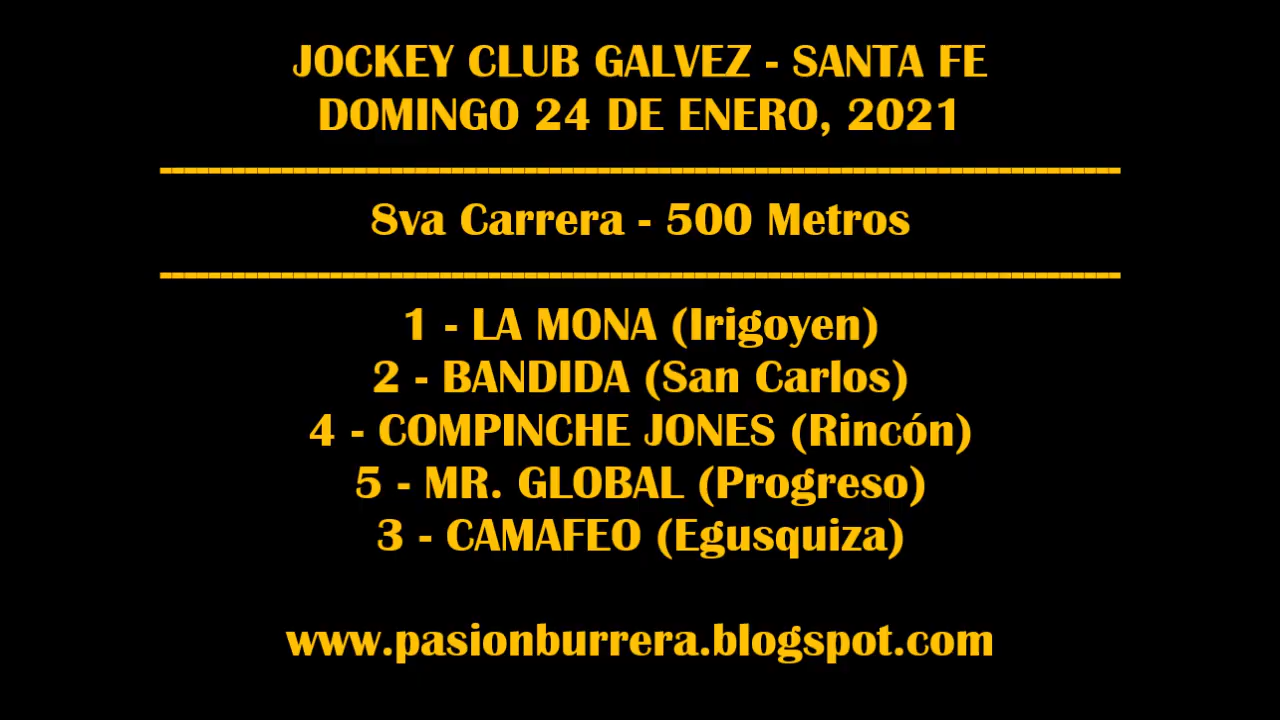 JOCKEY CLUB GALVEZ - SANTA FE
DOMINGO 24 DE ENERO, 2021
8va Carrera - 500 Metros
1 - LA MONA (Irigoyen)
2 - BANDIDA (San Carlos)
4 - COMPINCHE JONES (Rincón)
5 - MR. GLOBAL (Progreso)
3 - CAMAFEO (Egusquiza)
www.pasionburrera.blogspot.com